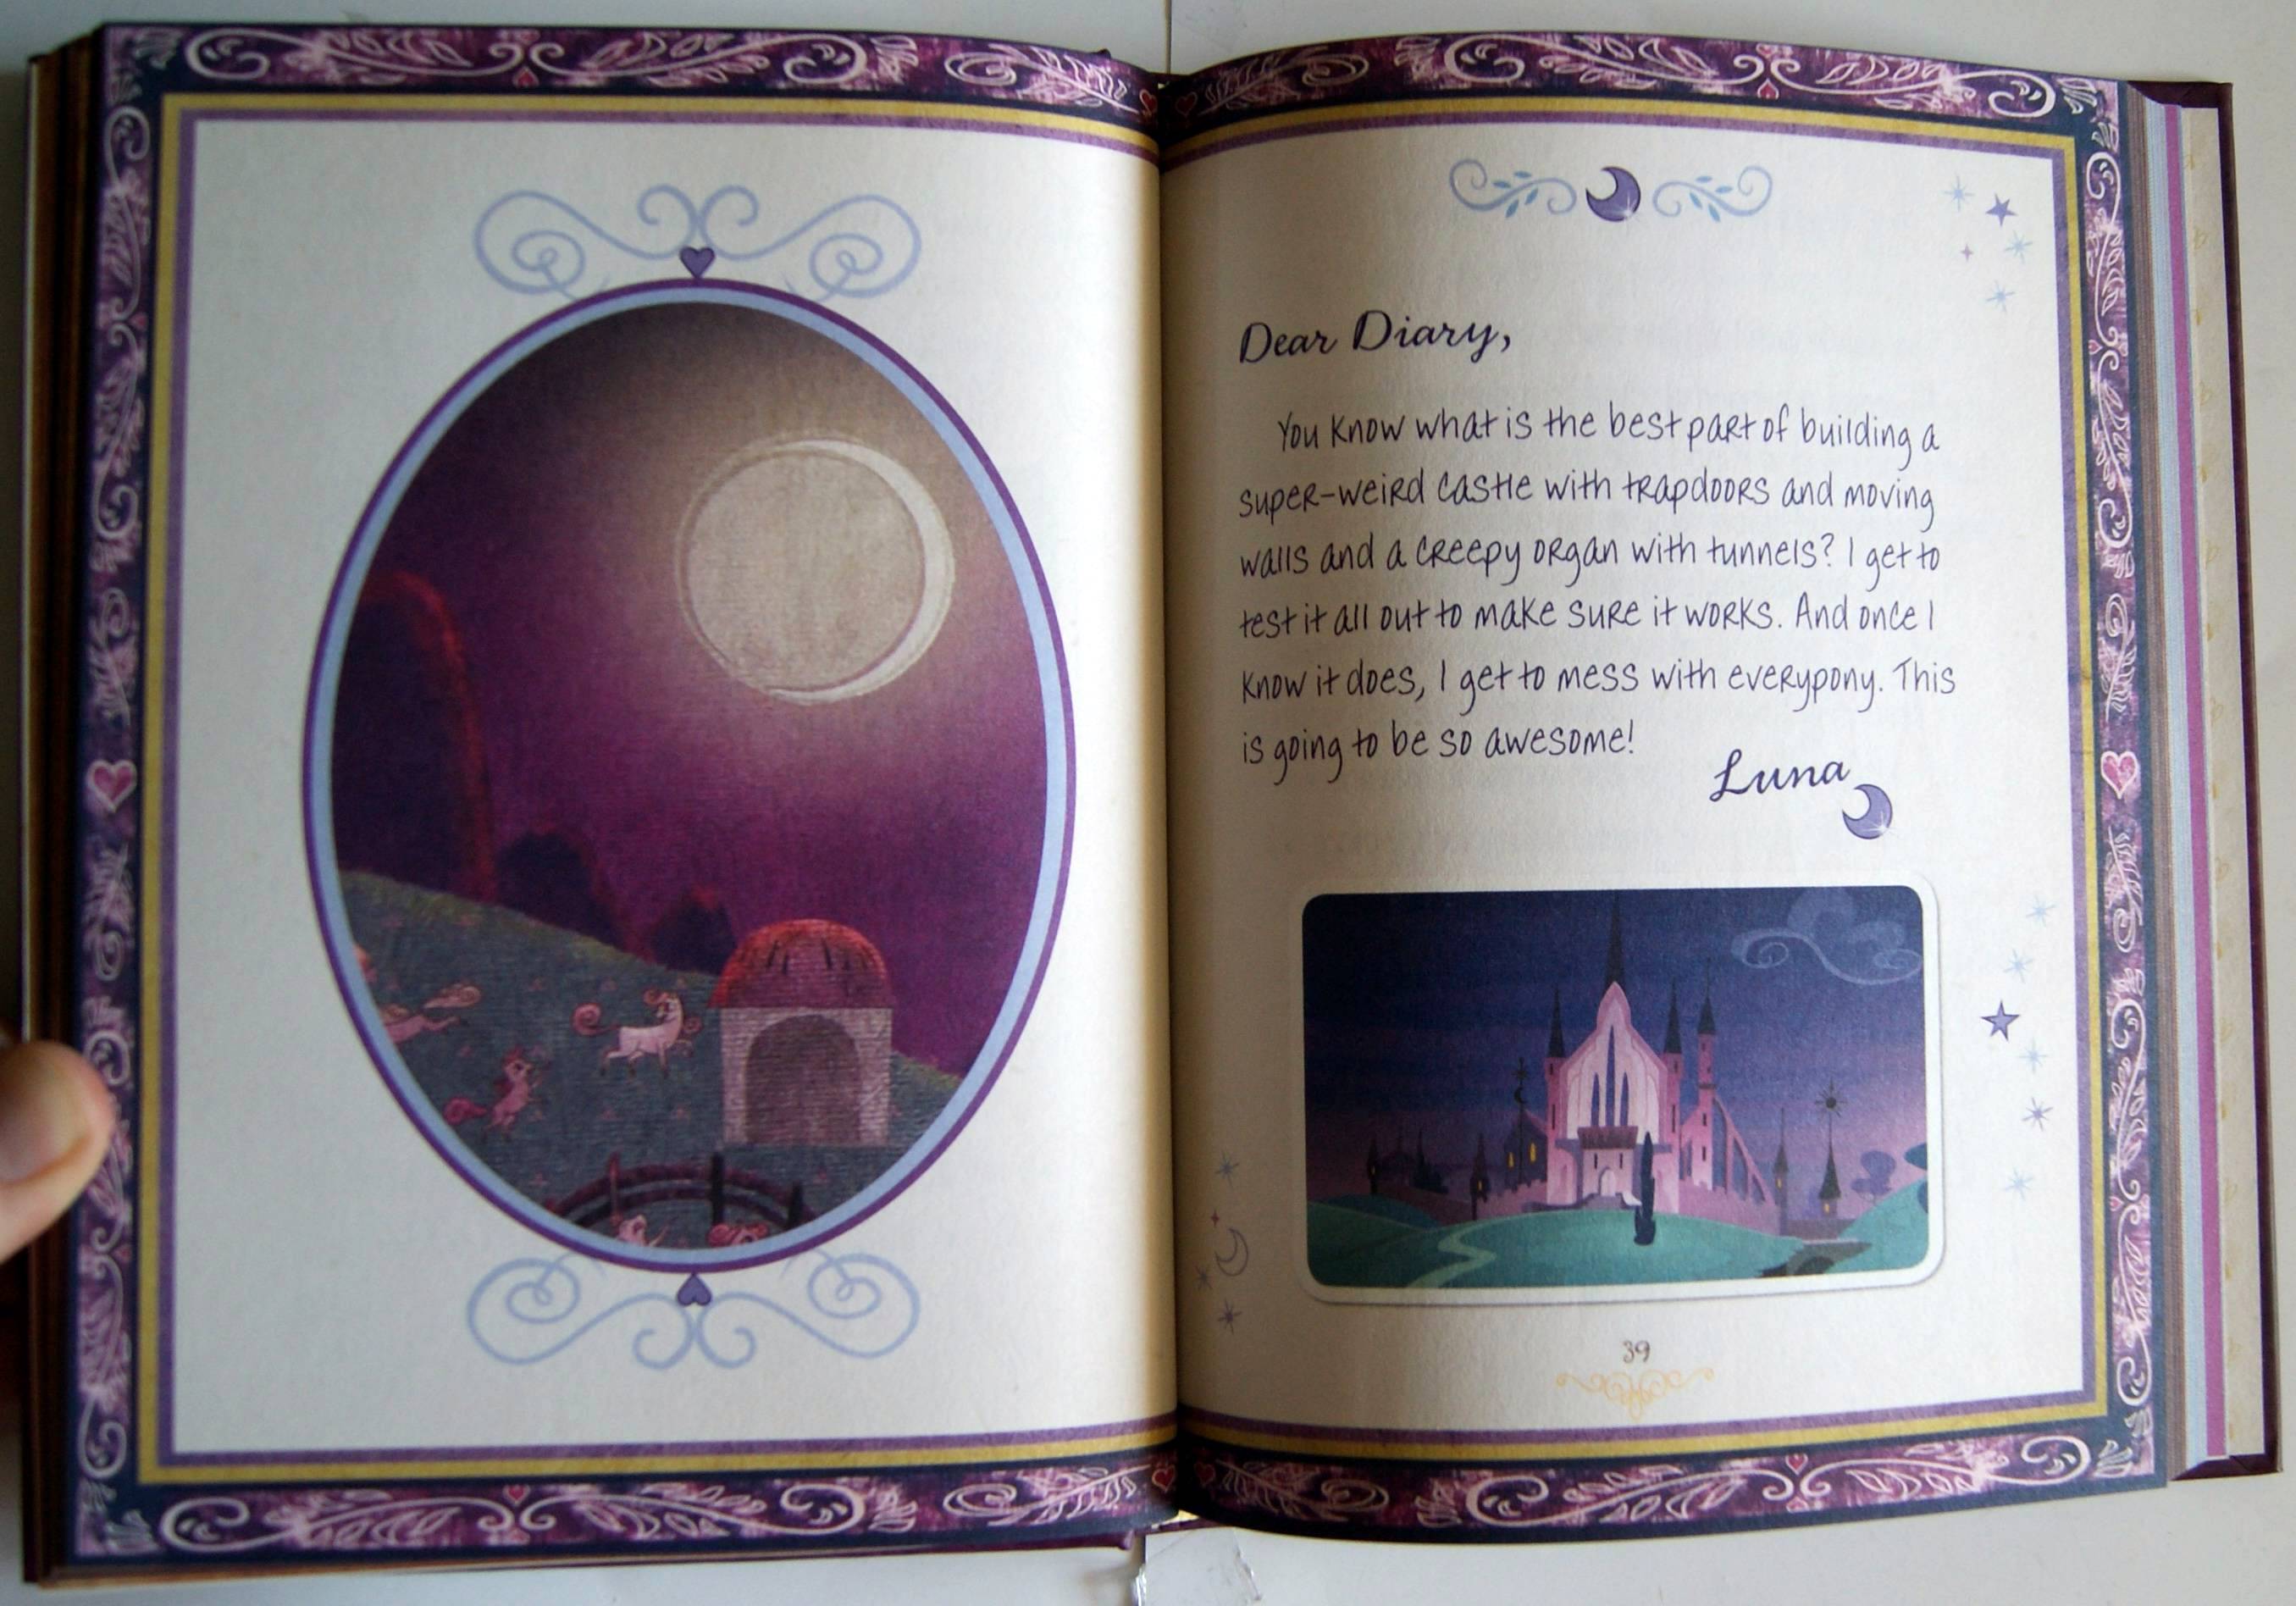 Dear Diary,
You know what is the best part of building a
super-weird castle with trapdoors and moving
walls and a creepy organ with tunnels? I get to
test it all out to make sure it works. And once I
know it does, I get to mess with everypony. This
is going to be so awesome!
Luna
39